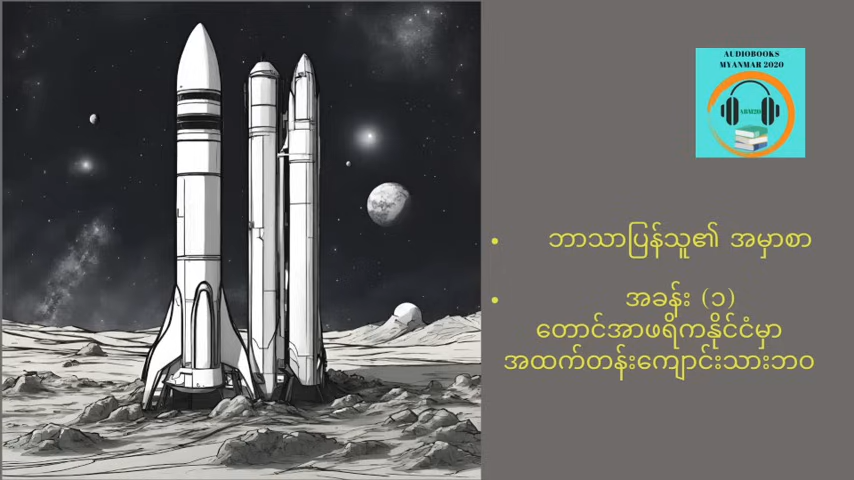 AUDIOBOOKS
MYANMAR 2020
ABM2020
• ဘာသာပြန်သူ၏ အမှာစာ
• အခန်း (၁)
တောင်အာဖရိကနိုင်ငံမှာ
အထက်တန်းကျောင်းသားဘဝ